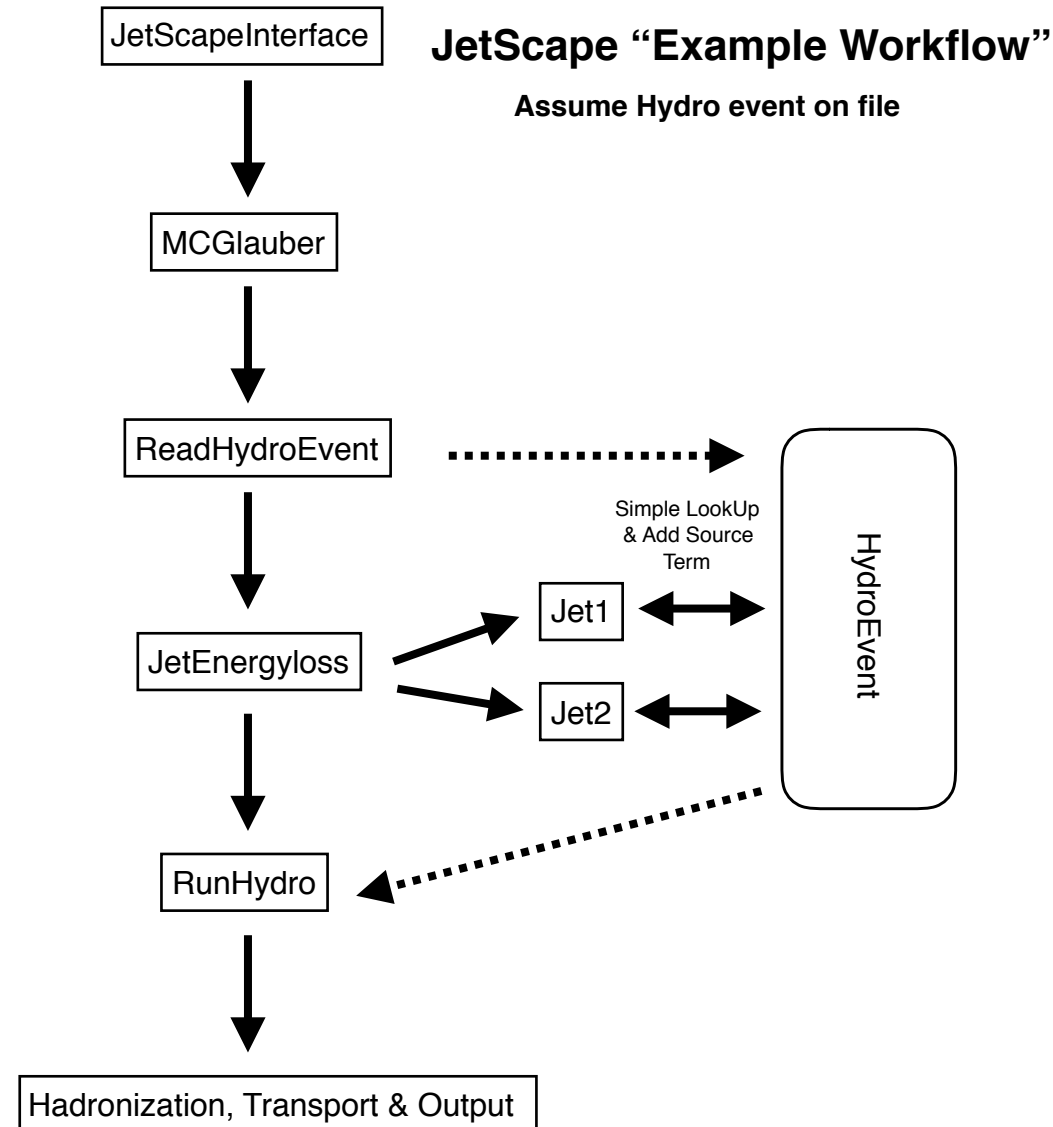 JetScapeInterface
JetScape “Example Workflow”
Assume Hydro event on file
MCGlauber
ReadHydroEvent
Simple LookUp
& Add Source
Term
HydroEvent
Jet1
JetEnergyloss
Jet2
RunHydro
Hadronization, Transport & Output